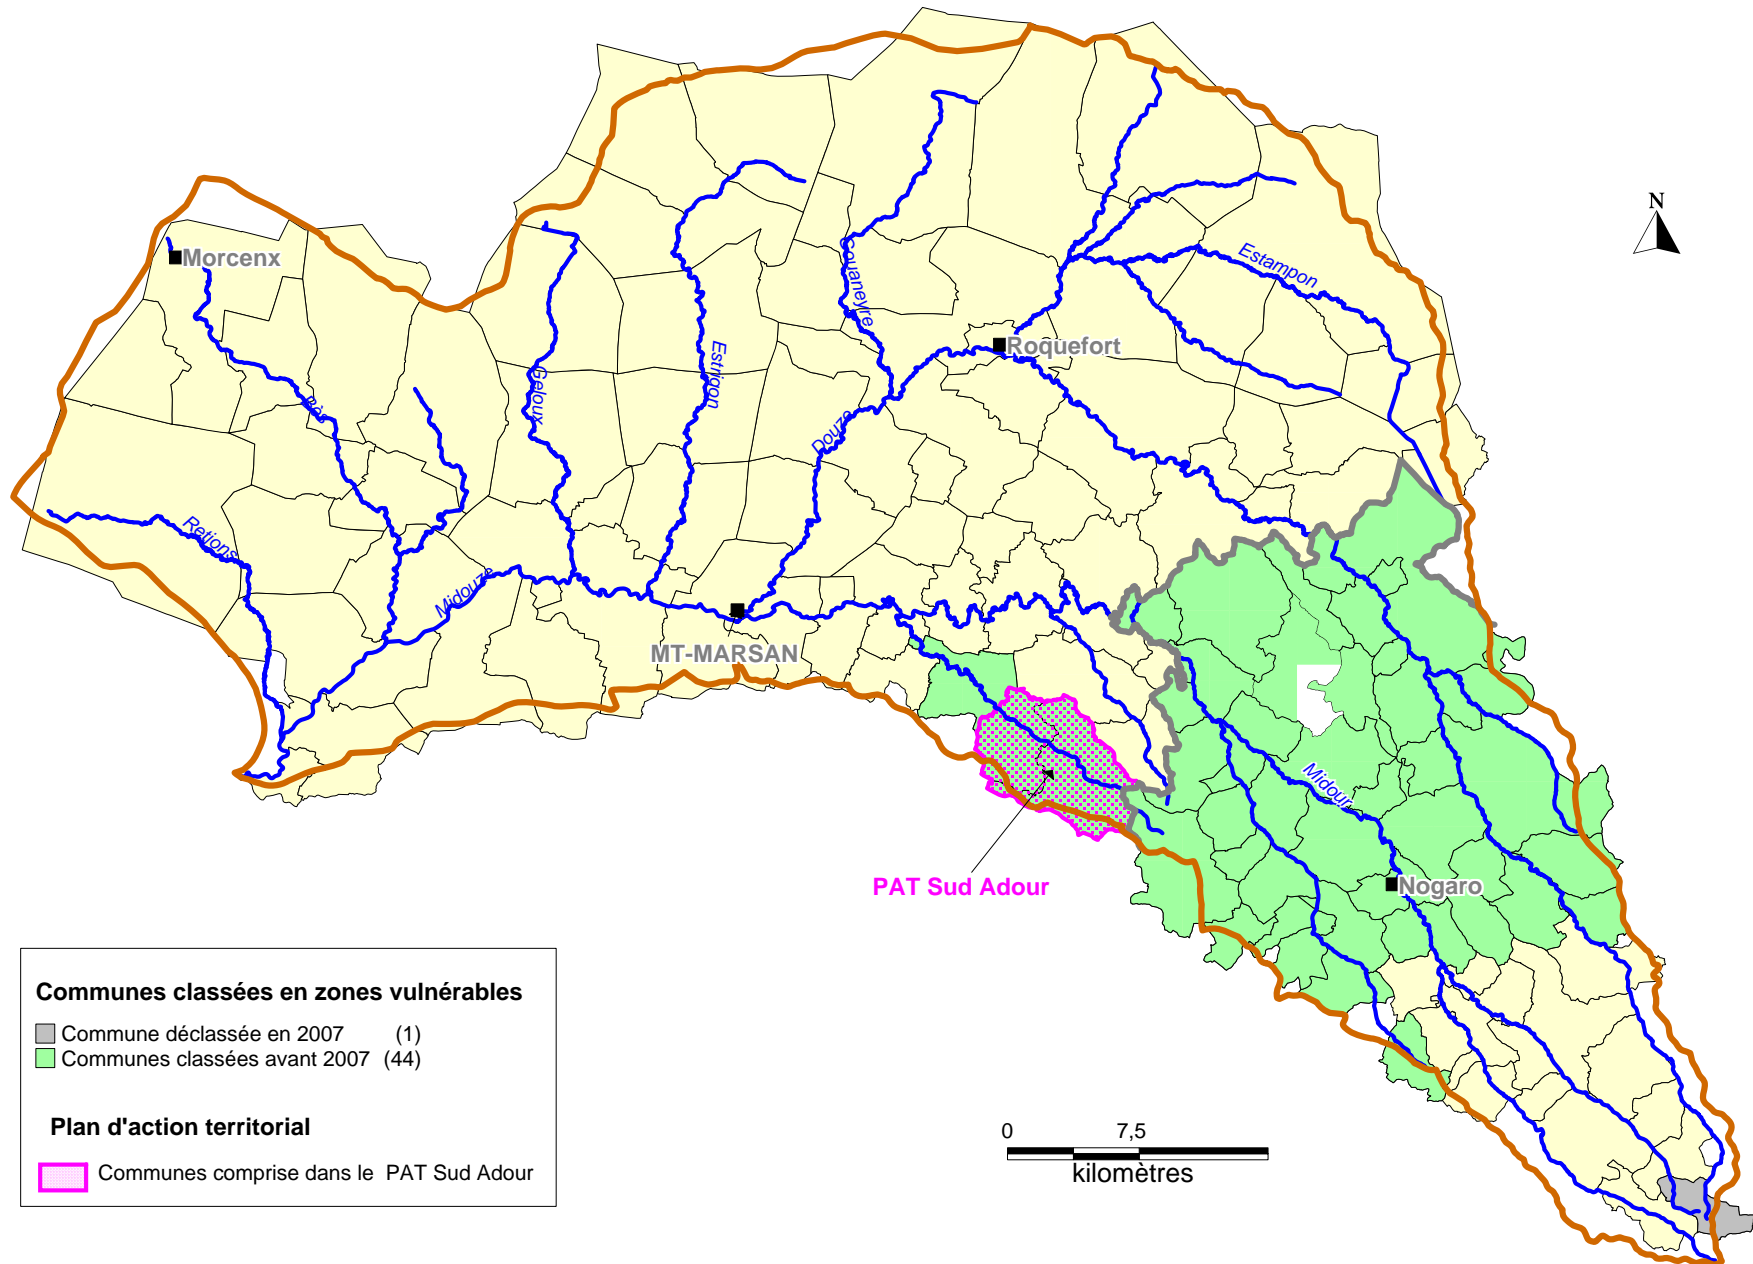 N
Morcenx
Estampon
Gouaneyre
Roquefort
Estrigon
Geloux
Bès
Douze
Retjons
Midouze
MT-MARSAN
Midour
PAT Sud Adour
Nogaro
Communes classées en zones vulnérables
Commune déclassée en 2007 (1)
Communes classées avant 2007 (44)
Plan d'action territorial
Communes comprise dans le PAT Sud Adour
0 7,5
kilomètres